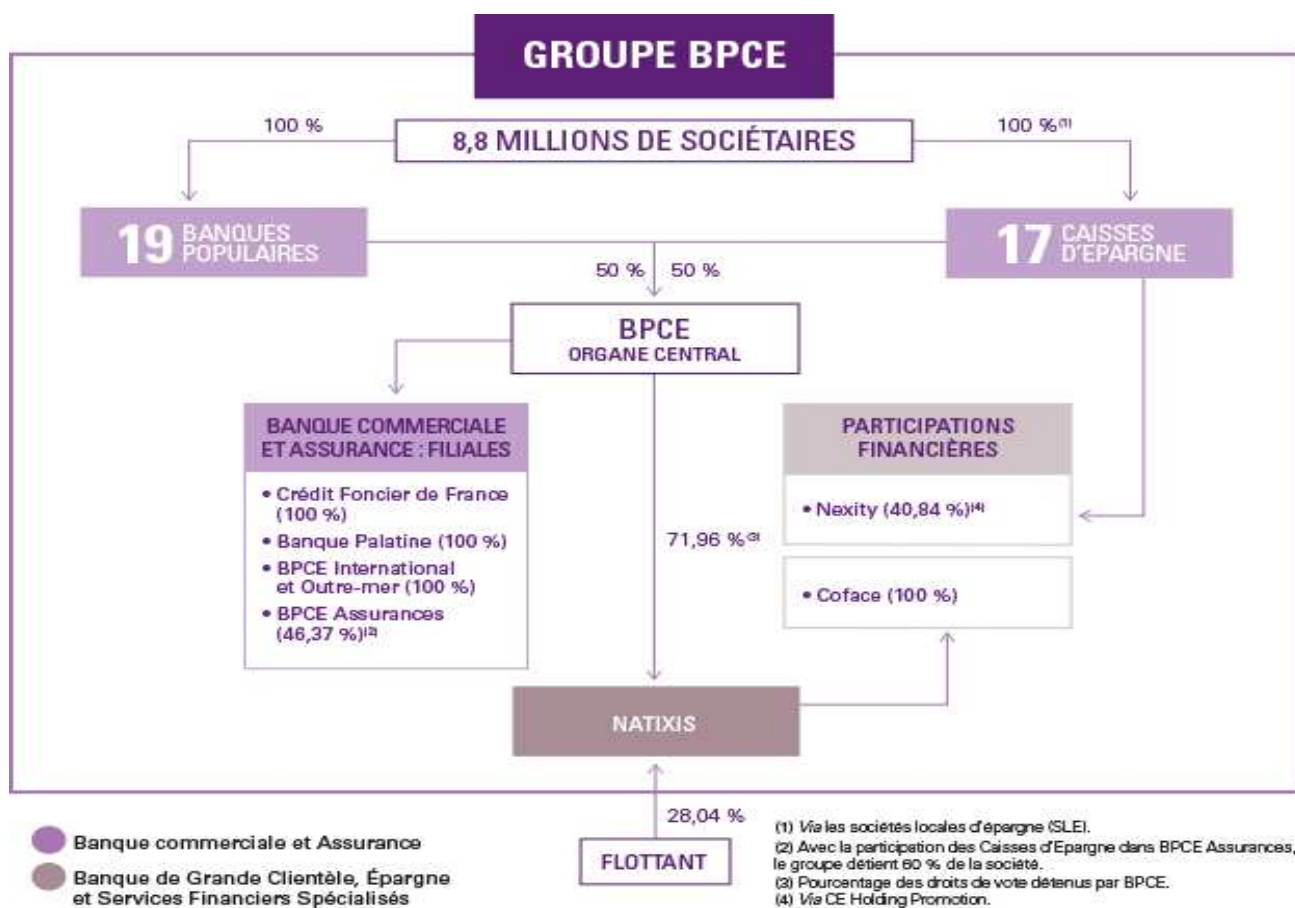 GROUPE BPCE
100 %
8,8 MILLIONS DE SOCIÉTAIRES
100 %(1)
19 BANQUES
POPULAIRES
17 CAISSES
D'EPARGNE
50 % 50 %
BPCE
ORGANE CENTRAL
BANQUE COMMERCIALE
ET ASSURANCE : FILIALES
• Crédit Foncier de France
(100 %)
• Banque Palatine (100 %)
• BPCE International
et Outre-mer (100 %)
• BPCE Assurances
(46,37 %)(2)
71,96 %(3)
PARTICIPATIONS
FINANCIÈRES
• Nexity (40,84 %)(4)
• Coface (100 %)
NATIXIS
28,04 %
FLOTTANT
Banque commerciale et Assurance
Banque de Grande Clientèle, Épargne
et Services Financiers Spécialisés
(1) Via les sociétés locales d'épargne (SLE).
(2) Avec la participation des Caisses d'Epargne dans BPCE Assurances,
le groupe détient 60 % de la société.
(3) Pourcentage des droits de vote détenus par BPCE.
(4) Via CE Holding Promotion.